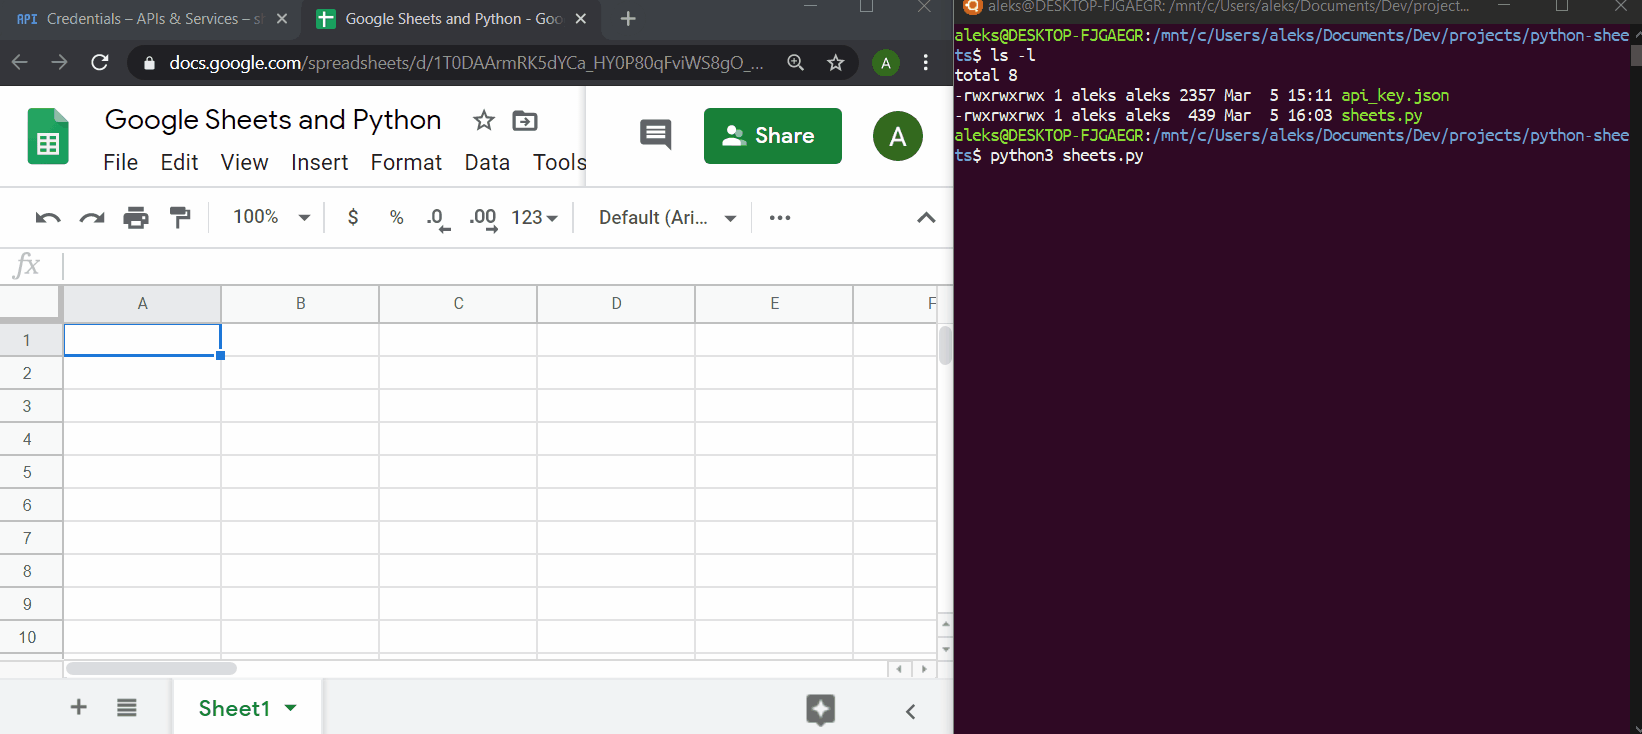 API Credentials – APIs & Services – s
Google Sheets and Python - Goo
docs.google.com/spreadsheets/d/1T0DAArmRK5dYCa_HY0P80qFviWS8gO_...
A
Google Sheets and Python
Share
A
File Edit View Insert Format Data Tools
100% $ % .0 .00 123 Default (Ari... •••
fx
A B C D E F
1
2
3
4
5
6
7
8
9
10
Sheet1
aleks@DESKTOP-FJGAEGR: /mnt/c/Users/aleks/Documents/Dev/project...
aleks@DESKTOP-FJGAEGR:/mnt/c/Users/aleks/Documents/Dev/projects/python-shee
ts$ ls -l
total 8
-rwxrwxrwx 1 aleks aleks 2357 Mar  5 15:11 api_key.json
-rwxrwxrwx 1 aleks aleks  439 Mar  5 16:03 sheets.py
aleks@DESKTOP-FJGAEGR:/mnt/c/Users/aleks/Documents/Dev/projects/python-shee
ts$ python3 sheets.py